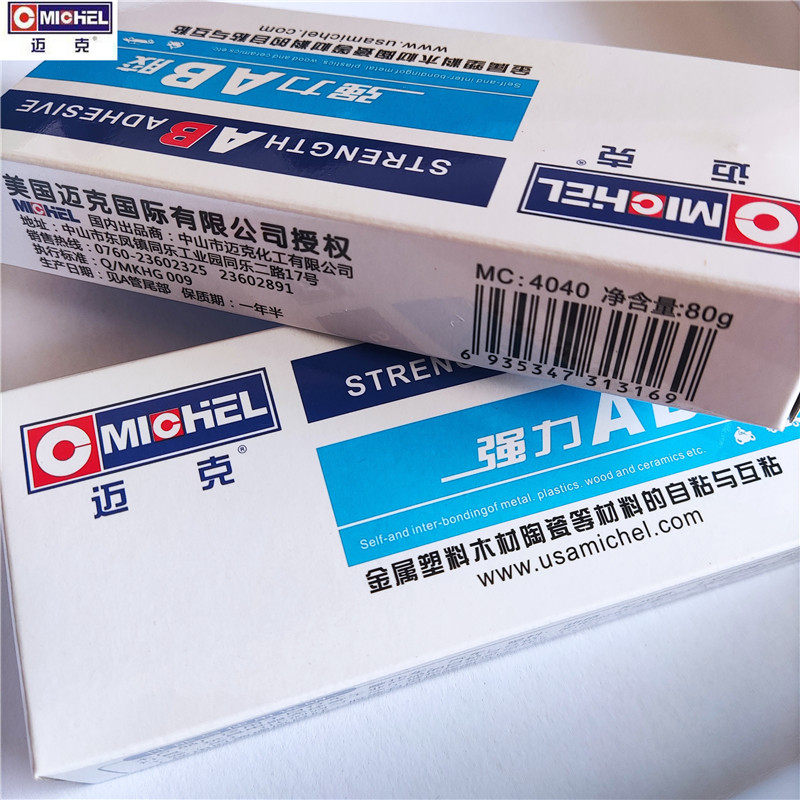 MICHEL
迈克®
www.usamichel.com
金属塑料木材陶瓷等材料的自粘与互粘
Self-and inter-bondingof metal, plastics, wood and ceramics etc.
强力AB胶
STRENGTH AB ADHESIVE
MICHEL
迈克®
美国迈克国际有限公司授权
MICHEL 国内出品商：中山市迈克化工有限公司
地址：中山市东凤镇同乐工业园同乐二路17号
销售热线：0760-23602325 23602891
执行标准：Q/MKHG 009
生产日期：见A管尾部 保质期：一年半
MC:4040 净含量:80g
6 935347 313169
MICHEL
迈克®
STRENG
强力AB
Self-and inter-bondingof metal, plastics, wood and ceramics etc.
金属塑料木材陶瓷等材料的自粘与互粘
www.usamichel.com